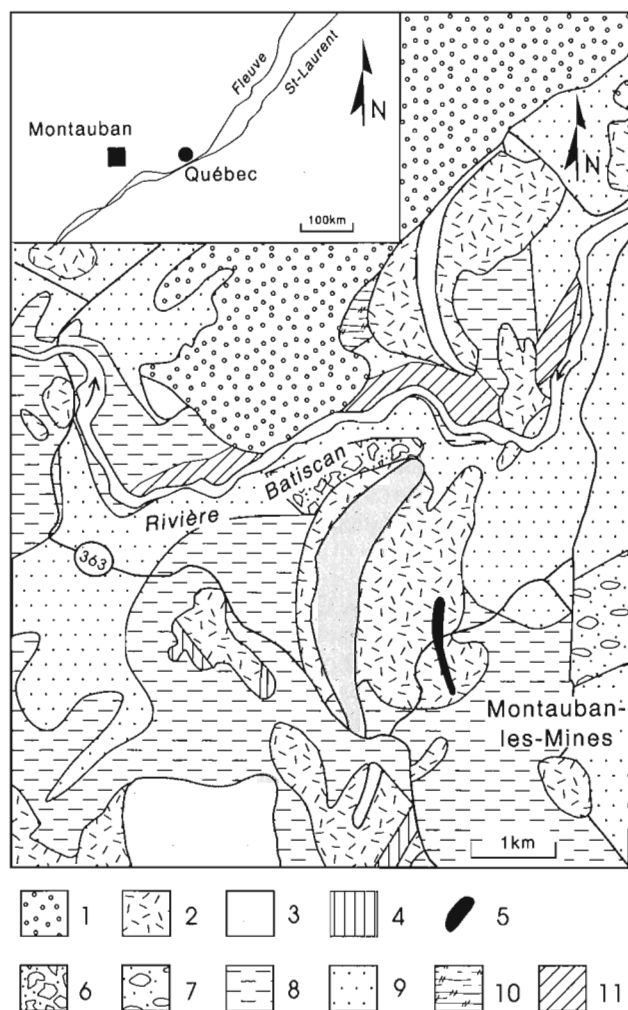 Fleuve
St-Laurent
N
Montauban
Québec
100km
N
Batiscan
Rivière
363
Montauban-
les-Mines
1km
1 2 3 4 5
6 7 8 9 10 11